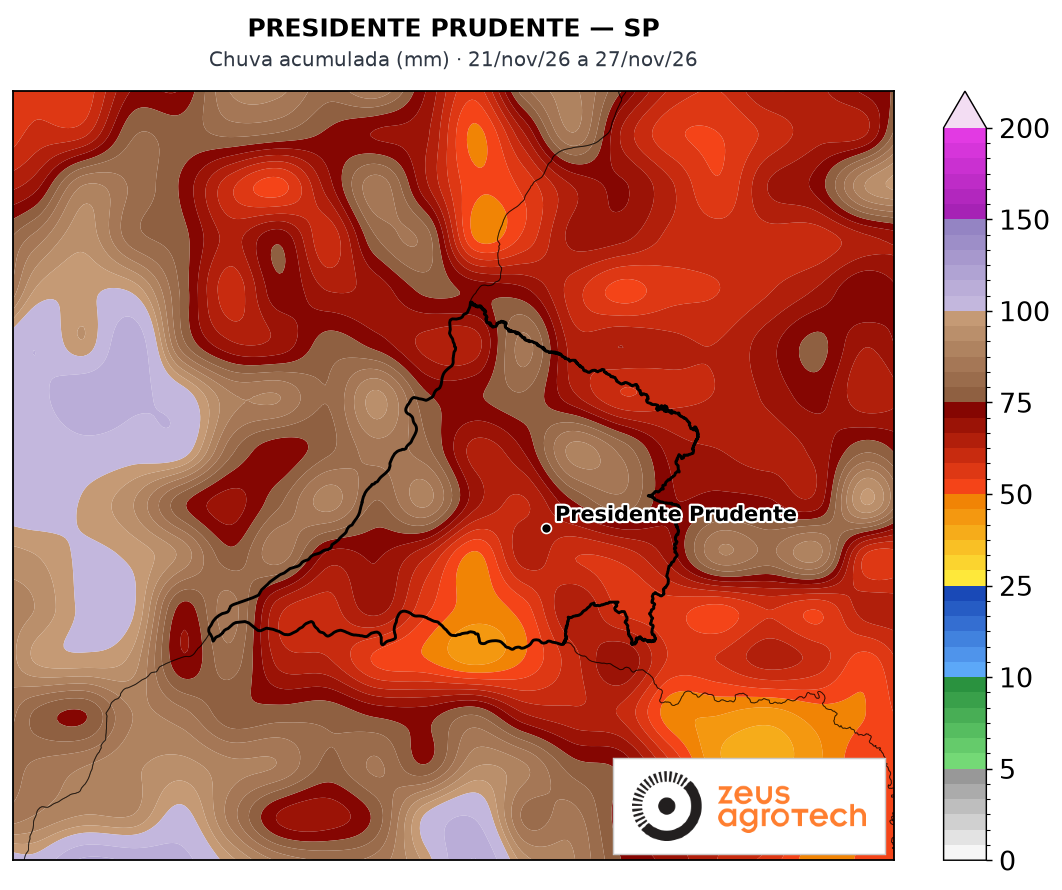 PRESIDENTE PRUDENTE — SP
Chuva acumulada (mm) · 21/nov/26 a 27/nov/26
200
150
100
75
50
25
10
5
0
Presidente Prudente
zeus
agrotech